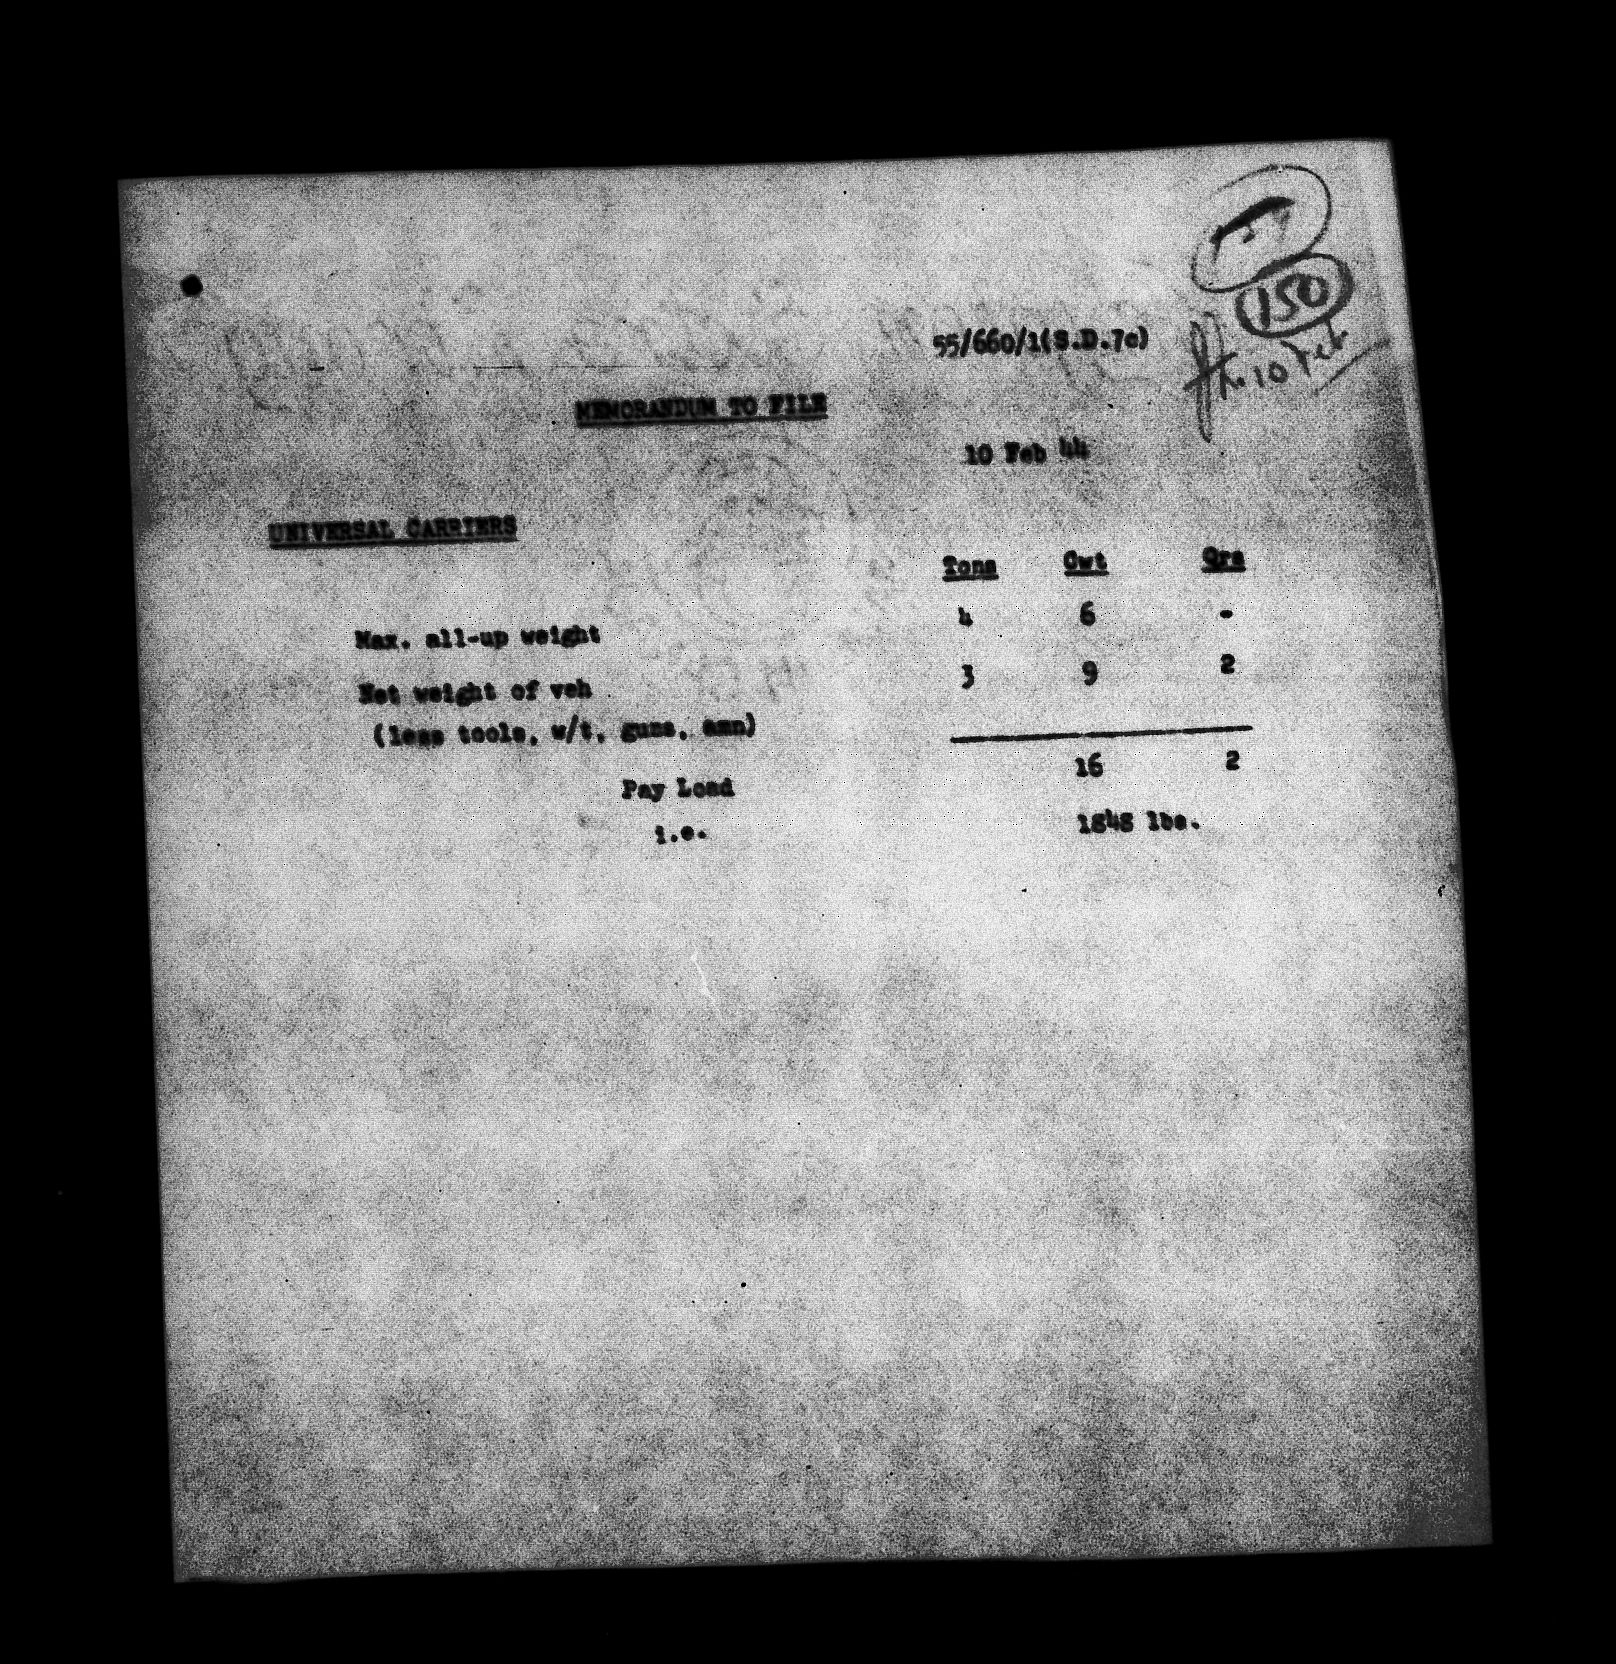 150
10 Feb
55/660/1(S.D.7c)
MEMORANDUM TO FILE
10 Feb 44
UNIVERSAL CARRIERS
Tons Cwt Qrs
Max. all-up weight 4 6 -
Net weight of veh 3 9 2
(less tools, w/t, guns, amn)
Pay Load 16 2
i.e. 1848 lbs.